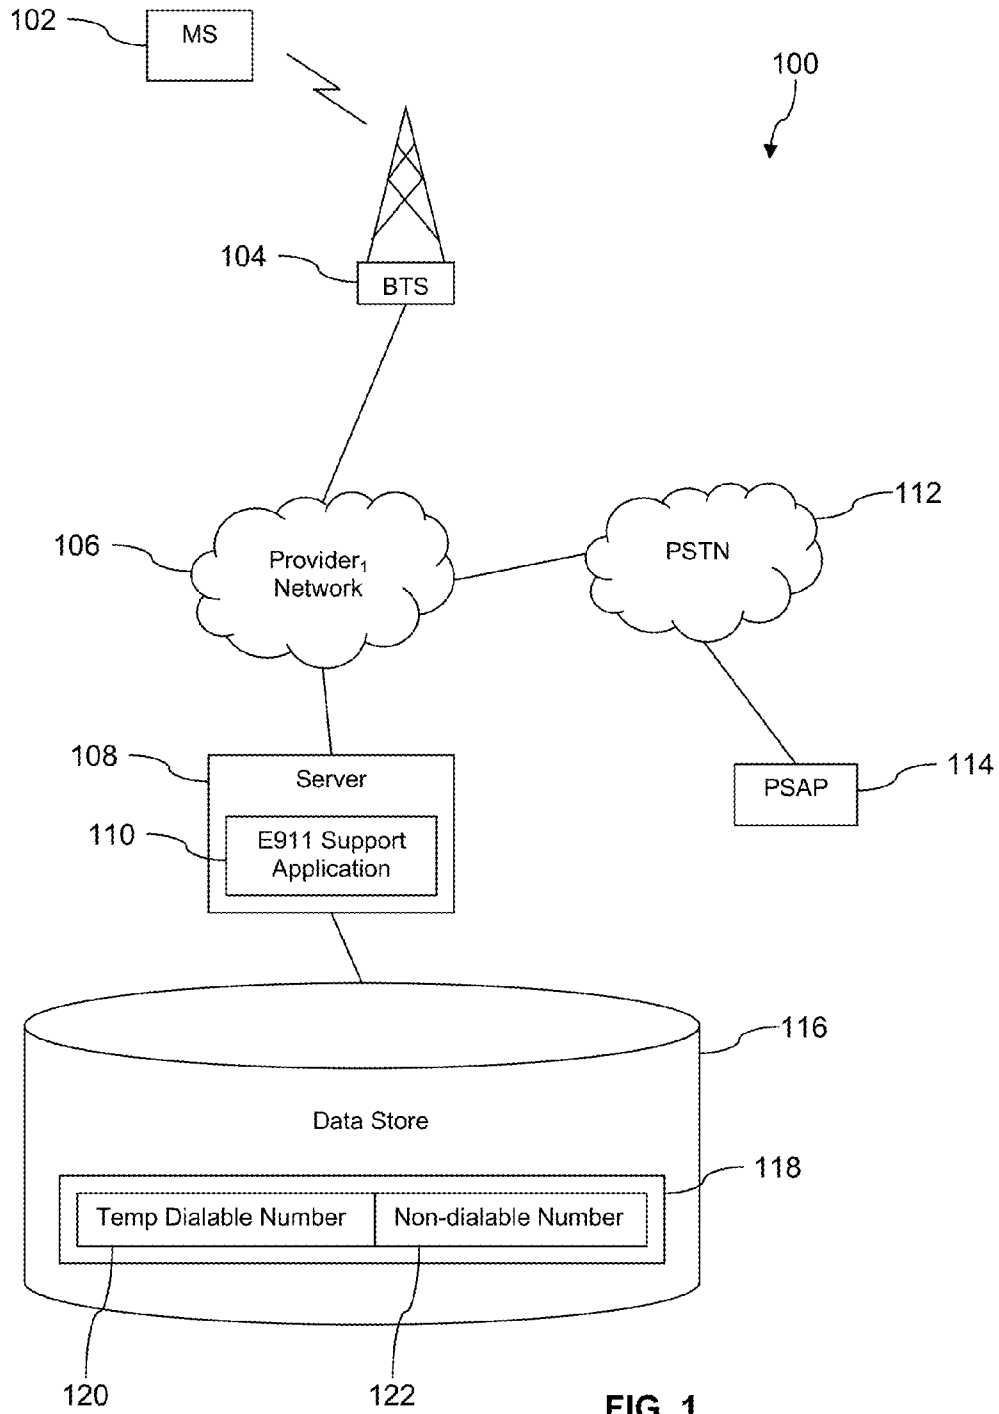 102
MS
100
104
BTS
106
Provider₁
Network
PSTN
112
108
Server
110
E911 Support
Application
PSAP
114
116
Data Store
118
Temp Dialable Number
Non-dialable Number
120
122
FIG. 1